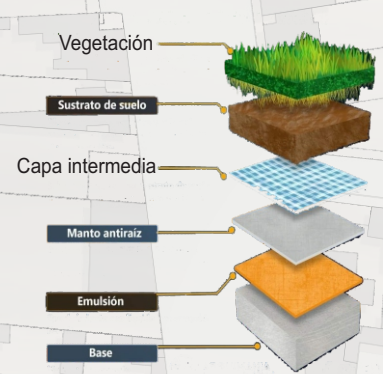 Vegetación
Sustrato de suelo
Capa intermedia
Manto antiraíz
Emulsión
Base